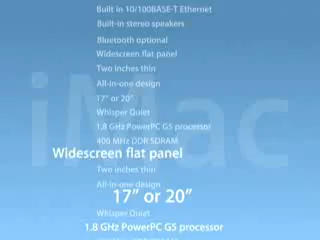 Built in 10/100BASE-T Ethernet
Built-in stereo speakers
Bluetooth optional
Widescreen flat panel
Two inches thin
All-in-one design
iMac
17” or 20”
Whisper Quiet
1.8 GHz PowerPC G5 processor
400 MHz DDR SDRAM
Widescreen flat panel
Two inches thin
All-in-one design
17” or 20”
Whisper Quiet
1.8 GHz PowerPC G5 processor